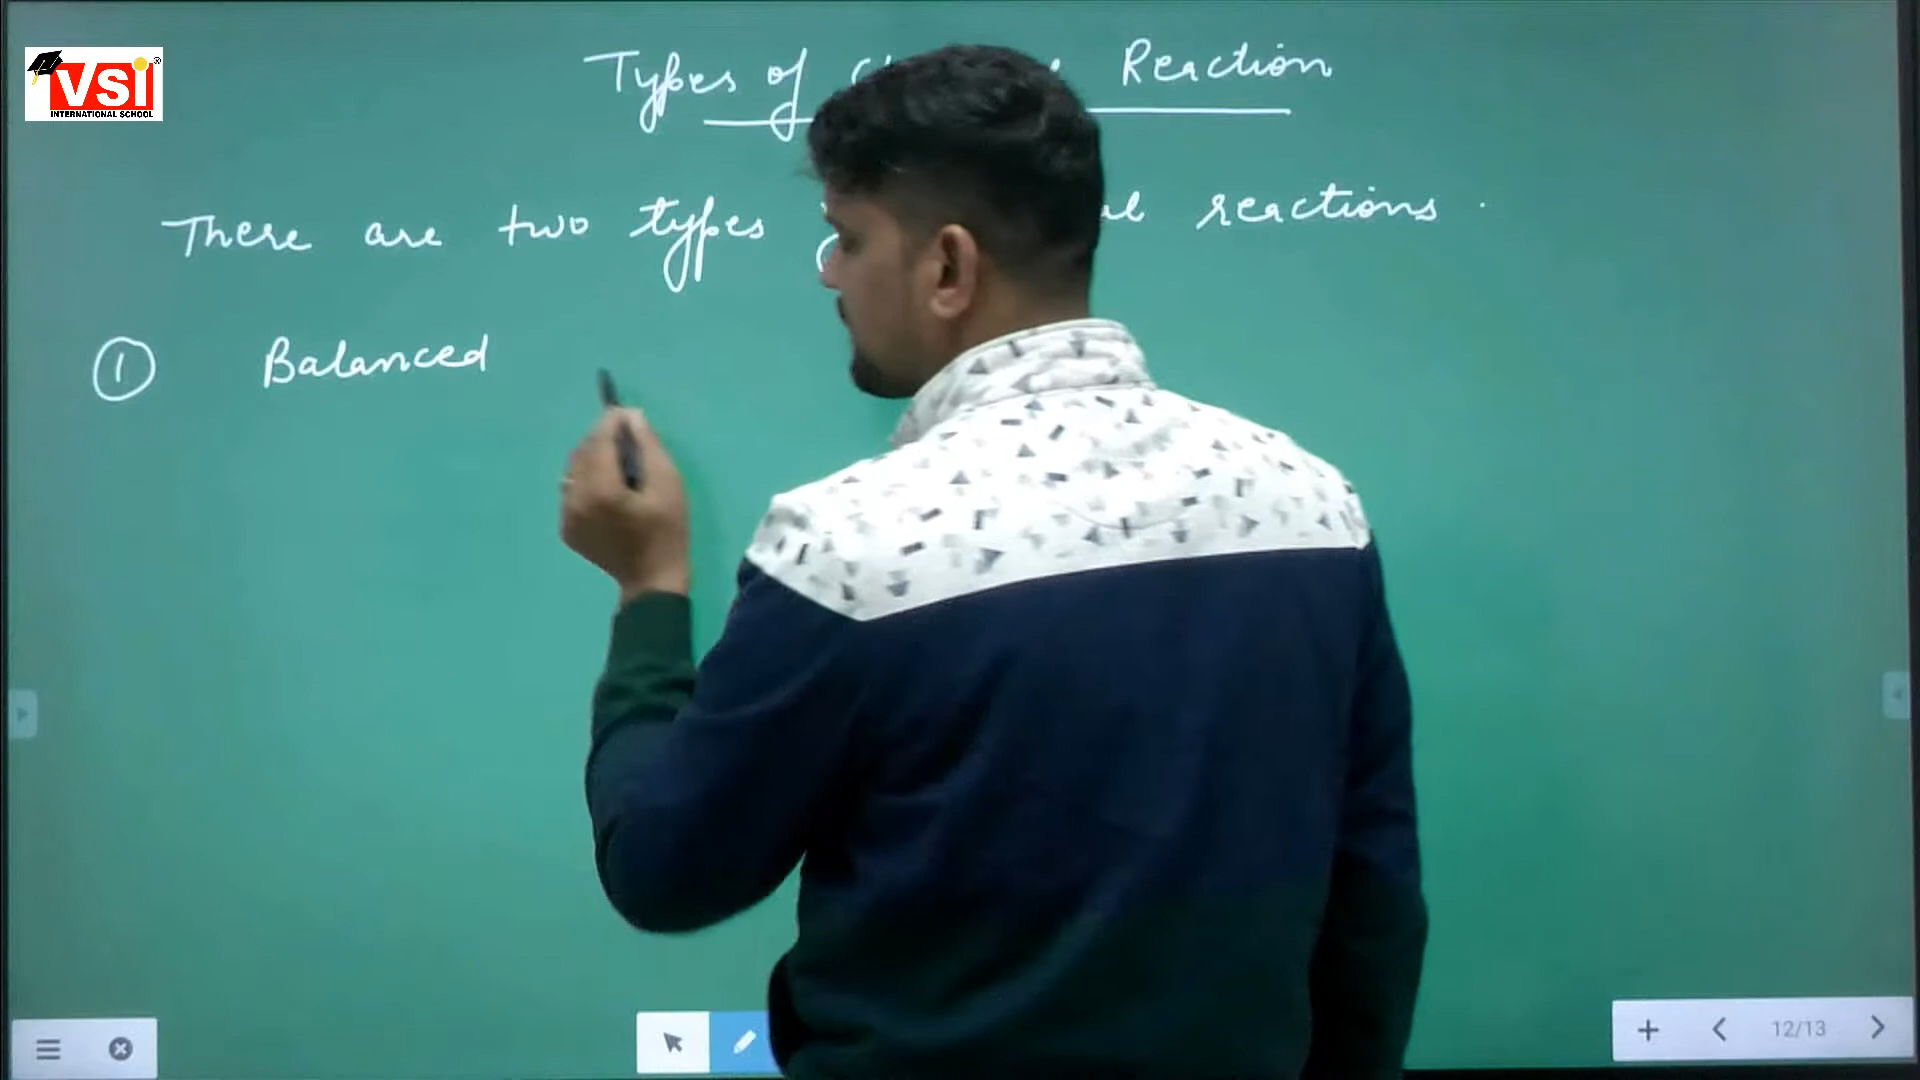 VSI
INTERNATIONAL SCHOOL
Types of Reaction
There are two types reactions.
1 Balanced
12/13